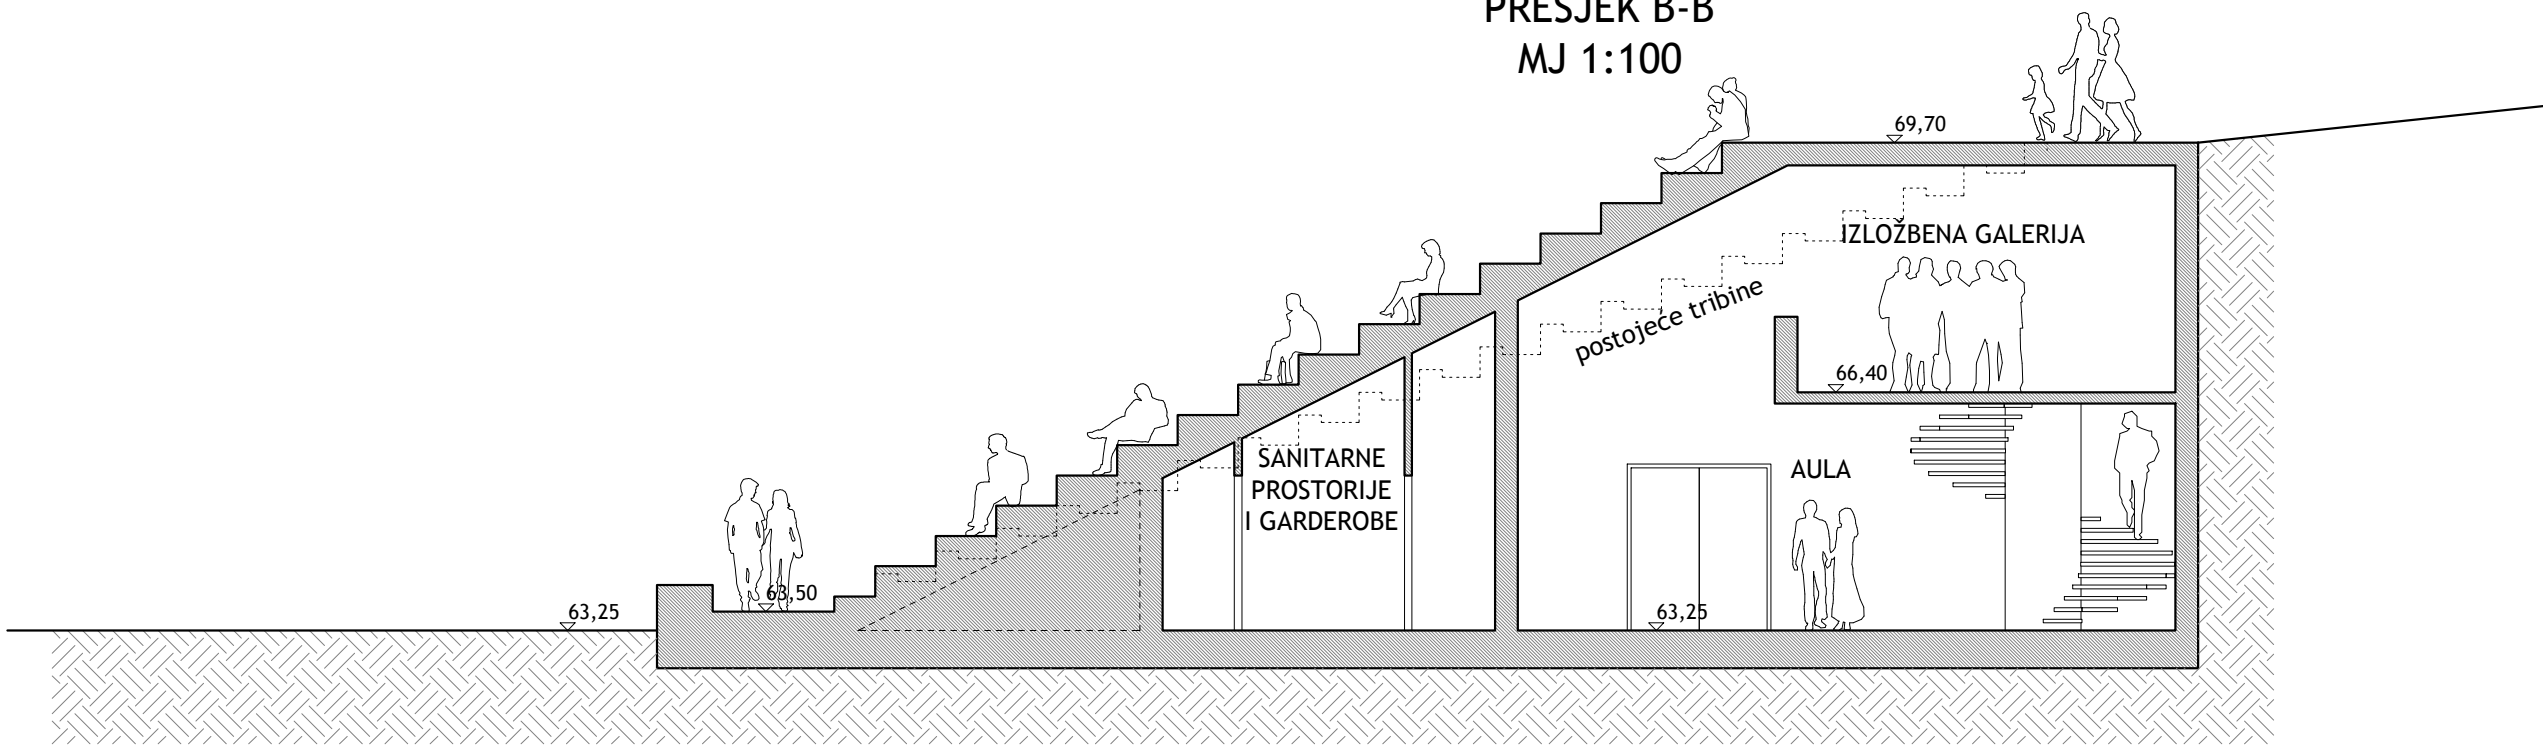 PRESJEK B-B
MJ 1:100
69,70
IZLOŽBENA GALERIJA
postojeće tribine
66,40
SANITARNE
PROSTORIJE
I GARDEROBE
AULA
63,50
63,25
63,25